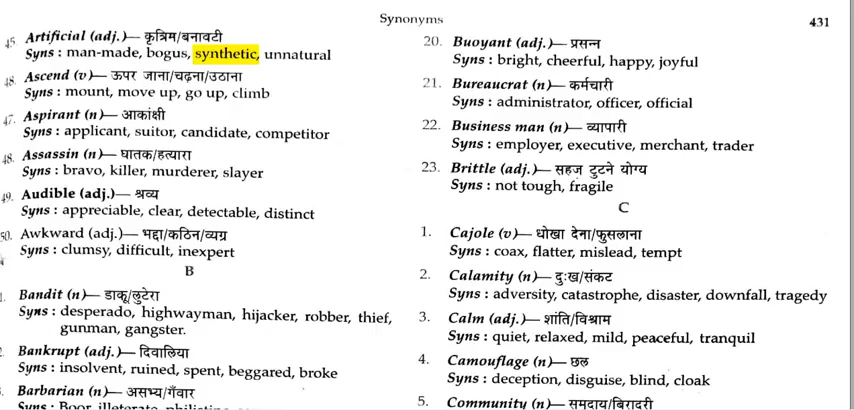 Synonyms
431
45. Artificial (adj.)— कृत्रिम/बनावटी
Syns : man-made, bogus, synthetic, unnatural
48. Ascend (v)— ऊपर जाना/चढ़ना/उठाना
Syns : mount, move up, go up, climb
47. Aspirant (n)— आकांक्षी
Syns : applicant, suitor, candidate, competitor
48. Assassin (n)— घातक/हत्यारा
Syns : bravo, killer, murderer, slayer
49. Audible (adj.)— श्रव्य
Syns : appreciable, clear, detectable, distinct
50. Awkward (adj.)— भद्दा/कठिन/व्यग्र
Syns : clumsy, difficult, inexpert
B
Bandit (n)— डाकू/लुटेरा
Syns : desperado, highwayman, hijacker, robber, thief,
gunman, gangster.
Bankrupt (adj.)— दिवालिया
Syns : insolvent, ruined, spent, beggared, broke
Barbarian (n)— असभ्य/गँवार
Syns : Boor, illeterate,
20. Buoyant (adj.)— प्रसन्न
Syns : bright, cheerful, happy, joyful
21. Bureaucrat (n)— कर्मचारी
Syns : administrator, officer, official
22. Business man (n)— व्यापारी
Syns : employer, executive, merchant, trader
23. Brittle (adj.)— सहज टुटने योग्य
Syns : not tough, fragile
C
1. Cajole (v)— धोखा देना/फुसलाना
Syns : coax, flatter, mislead, tempt
2. Calamity (n)— दुःख/संकट
Syns : adversity, catastrophe, disaster, downfall, tragedy
3. Calm (adj.)— शांति/विश्राम
Syns : quiet, relaxed, mild, peaceful, tranquil
4. Camouflage (n)— छल
Syns : deception, disguise, blind, cloak
5. Community (n)— समुदाय/बिरादरी